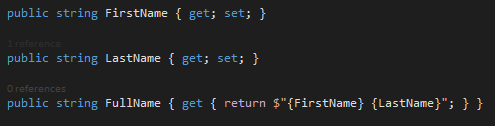 public string FirstName { get; set; }
1 reference
public string LastName { get; set; }
0 references
public string FullName { get { return $"{FirstName} {LastName}"; } }